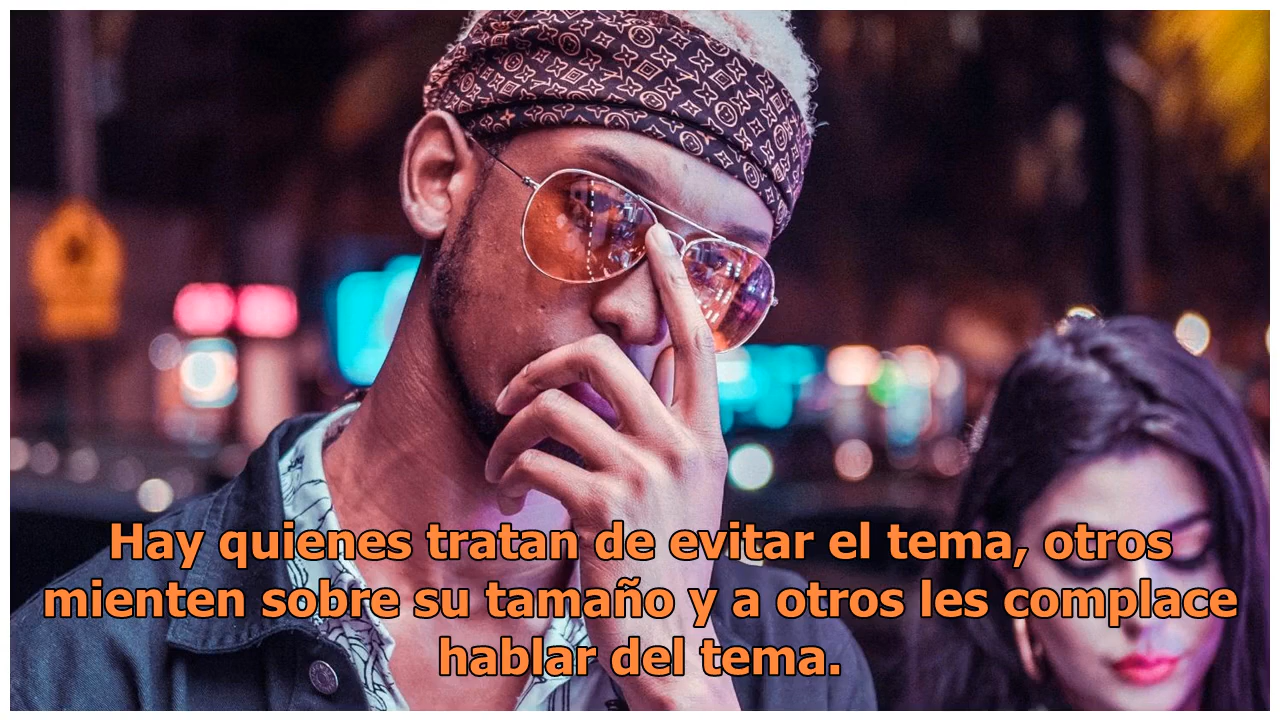 Hay quienes tratan de evitar el tema, otros
mienten sobre su tamaño y a otros les complace
hablar del tema.